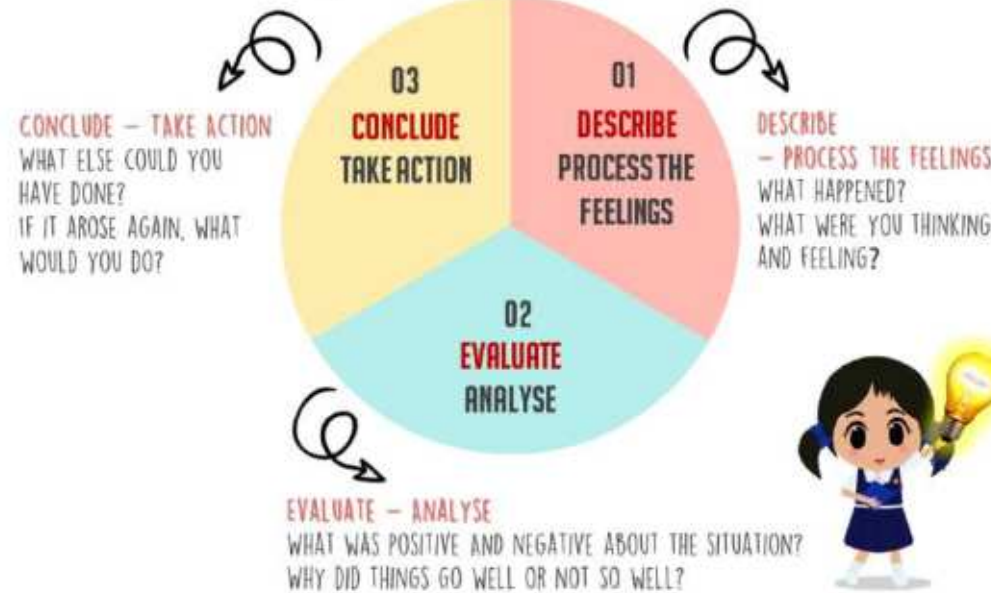 03
CONCLUDE
TAKE ACTION
01
DESCRIBE
PROCESS THE
FEELINGS
02
EVALUATE
ANALYSE
CONCLUDE – TAKE ACTION
WHAT ELSE COULD YOU
HAVE DONE?
IF IT AROSE AGAIN, WHAT
WOULD YOU DO?
DESCRIBE
– PROCESS THE FEELINGS
WHAT HAPPENED?
WHAT WERE YOU THINKING
AND FEELING?
EVALUATE – ANALYSE
WHAT WAS POSITIVE AND NEGATIVE ABOUT THE SITUATION?
WHY DID THINGS GO WELL OR NOT SO WELL?